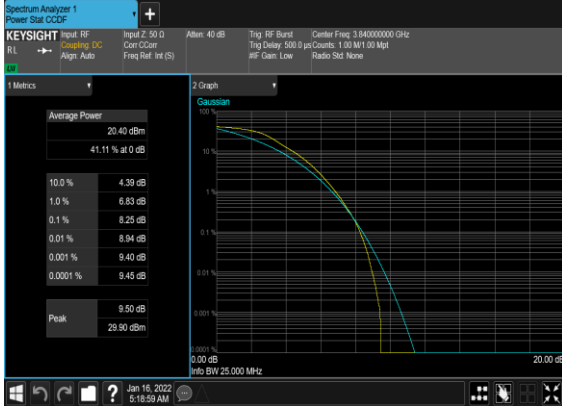 Spectrum Analyzer 1
Power Stat CCDF
+
KEYSIGHT
RL
LXI
Input: RF
Coupling: DC
Align: Auto
Input Z: 50 Ω
Corr CCorr
Freq Ref: Int (S)
Atten: 40 dB
Trig: RF Burst
Trig Delay: 500.0 µs
#IF Gain: Low
Center Freq: 3.840000000 GHz
Counts: 1.00 M/1.00 Mpt
Radio Std: None
1 Metrics
Average Power
20.40 dBm
41.11 % at 0 dB
10.0 % 4.39 dB
1.0 % 6.83 dB
0.1 % 8.25 dB
0.01 % 8.94 dB
0.001 % 9.40 dB
0.0001 % 9.45 dB
Peak
9.50 dB
29.90 dBm
2 Graph
Gaussian
100 %
10 %
1 %
0.1 %
0.01 %
0.001 %
0.0001 %
0.00 dB
20.00 dB
Info BW 25.000 MHz
?
Jan 16, 2022
5:18:59 AM